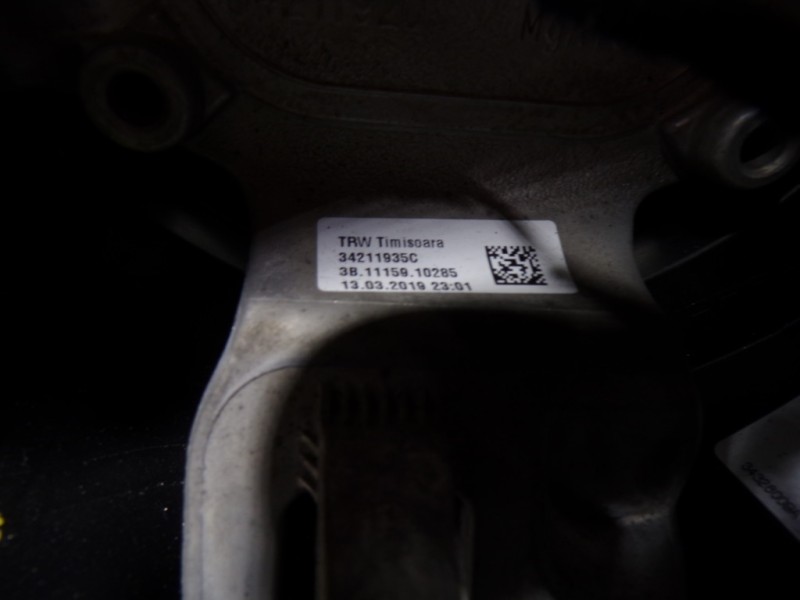 TRW Timisoara
34211935C
3B.11159.10285
13.03.2019 23:01